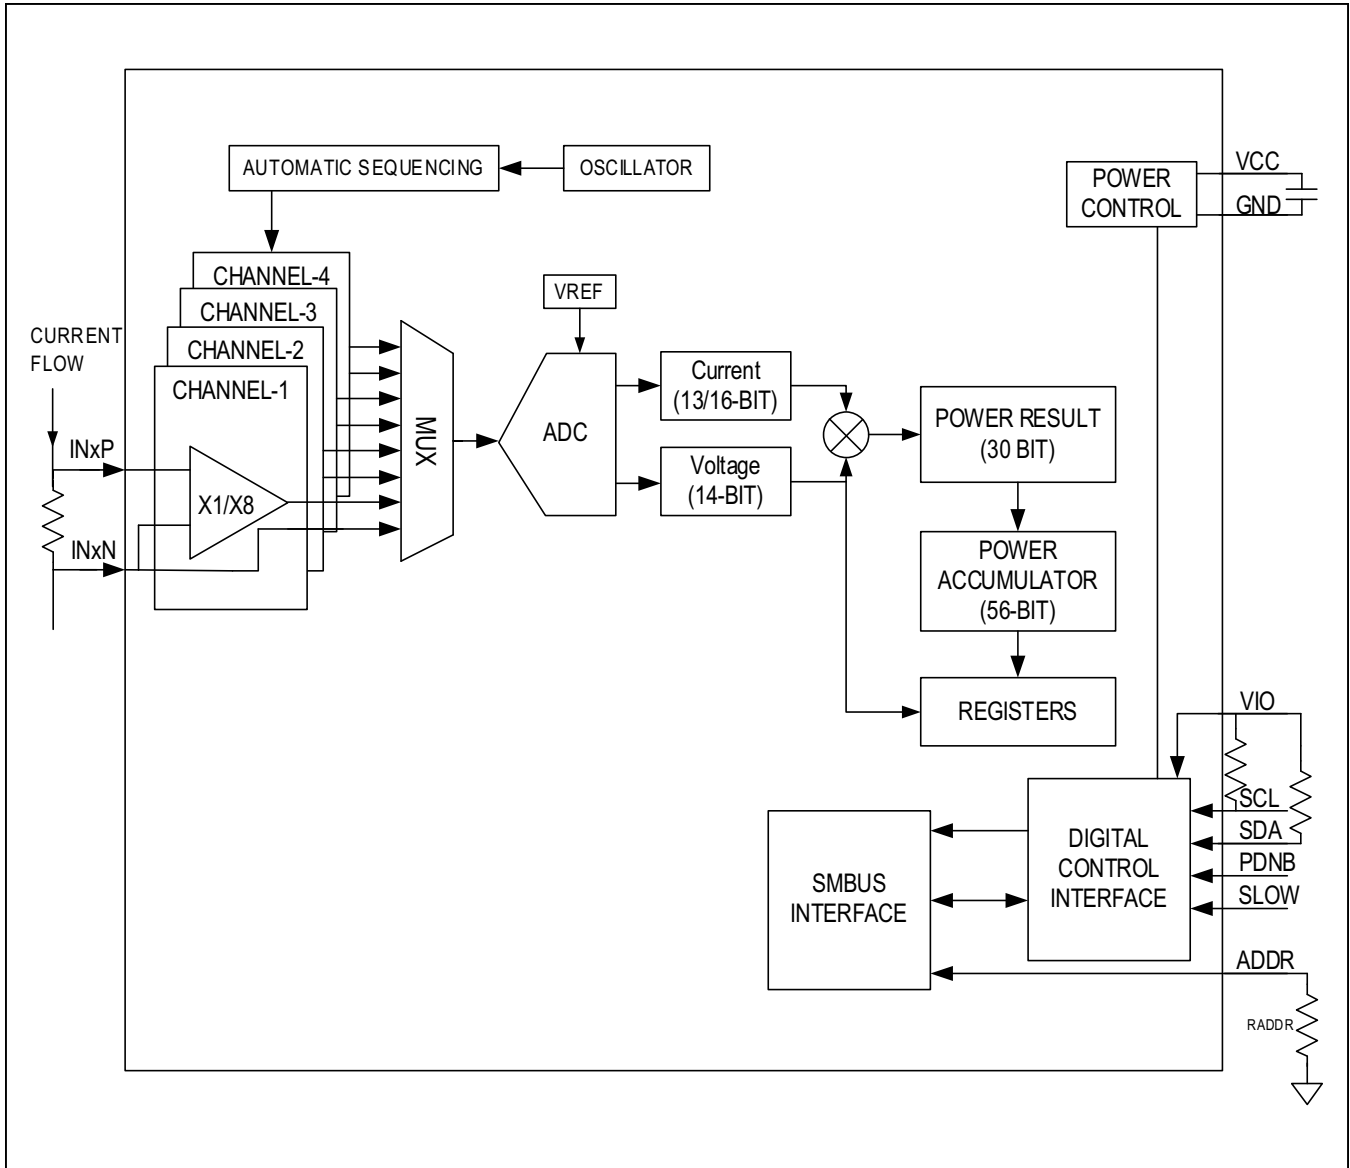 AUTOMATIC SEQUENCING
OSCILLATOR
POWER
CONTROL
VCC
GND
CHANNEL-4
CHANNEL-3
CHANNEL-2
CHANNEL-1
CURRENT
FLOW
INxP
X1/X8
INxN
MUX
VREF
ADC
Current
(13/16-BIT)
Voltage
(14-BIT)
POWER RESULT
(30 BIT)
POWER
ACCUMULATOR
(56-BIT)
REGISTERS
VIO
SCL
SDA
PDNB
SLOW
ADDR
DIGITAL
CONTROL
INTERFACE
SMBUS
INTERFACE
RADDR